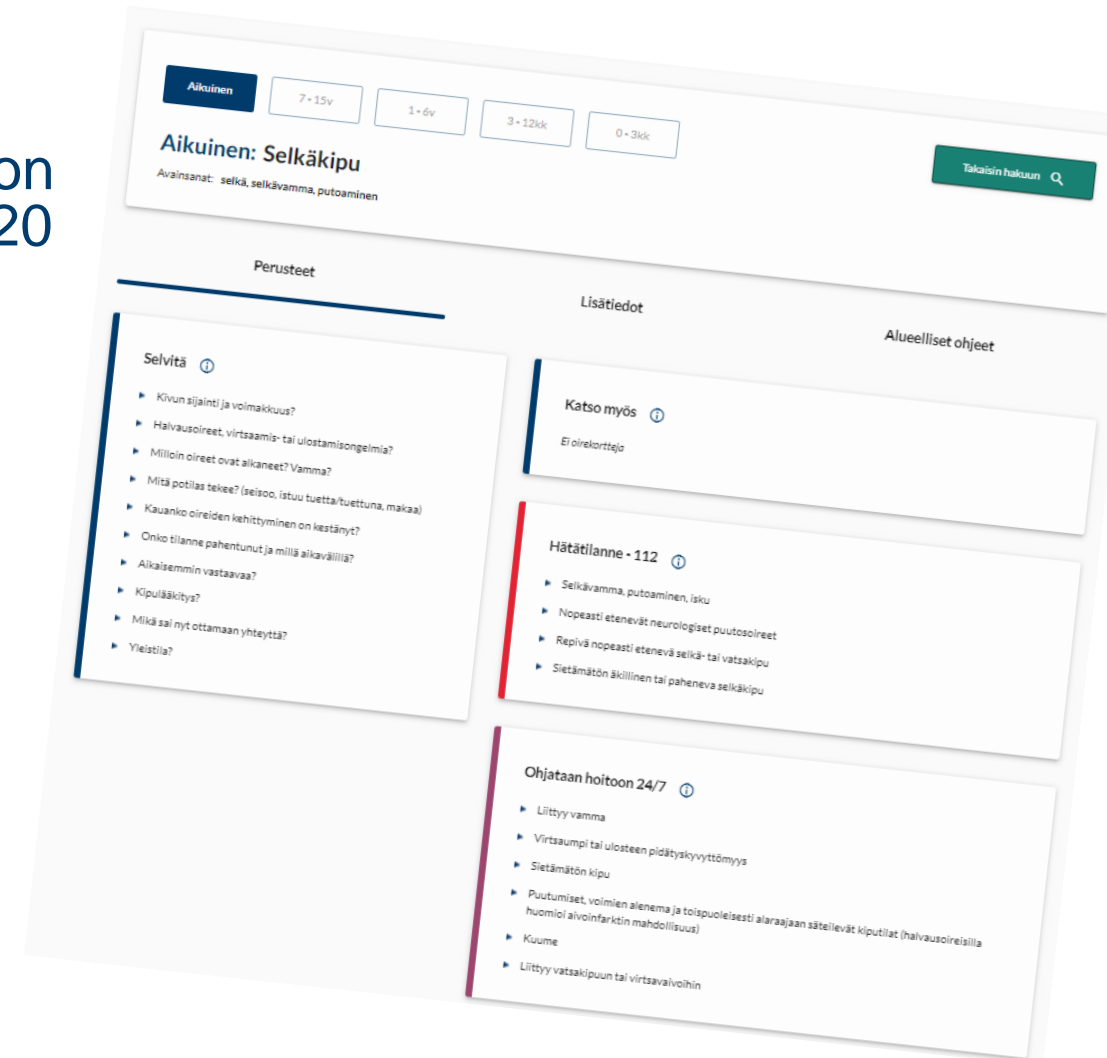 on
20
Aikuinen
7 - 15v
1 - 6v
3 - 12kk
0 - 3kk
Aikuinen: Selkäkipu
Avainsanat: selkä, selkävamma, putoaminen
Takaisin hakuun
Perusteet
Lisätiedot
Alueelliset ohjeet
Selvitä
Kivun sijainti ja voimakkuus?
Halvausoireet, virtsaamis- tai ulostamisongelmia?
Milloin oireet ovat alkaneet? Vamma?
Mitä potilas tekee? (seisoo, istuu tuetta/tuettuna, makaa)
Kauanko oireiden kehittyminen on kestänyt?
Onko tilanne pahentunut ja millä aikavälillä?
Aikaisemmin vastaavaa?
Kipulääkitys?
Mikä sai nyt ottamaan yhteyttä?
Yleistila?
Katso myös
Ei oirekortteja
Hätätilanne - 112
Selkävamma, putoaminen, isku
Nopeasti etenevät neurologiset puutosoireet
Repivä nopeasti etenevä selkä- tai vatsakipu
Sietämätön äkillinen tai paheneva selkäkipu
Ohjataan hoitoon 24/7
Liittyy vamma
Virtsaumpi tai ulosteen pidätyskyvyttömyys
Sietämätön kipu
Puutumiset, voimien alenema ja toispuoleisesti alaraajaan säteilevät kiputilat (halvausoireisilla
huomioi aivoinfarktin mahdollisuus)
Kuume
Liittyy vatsakipuun tai virtsavaivoihin